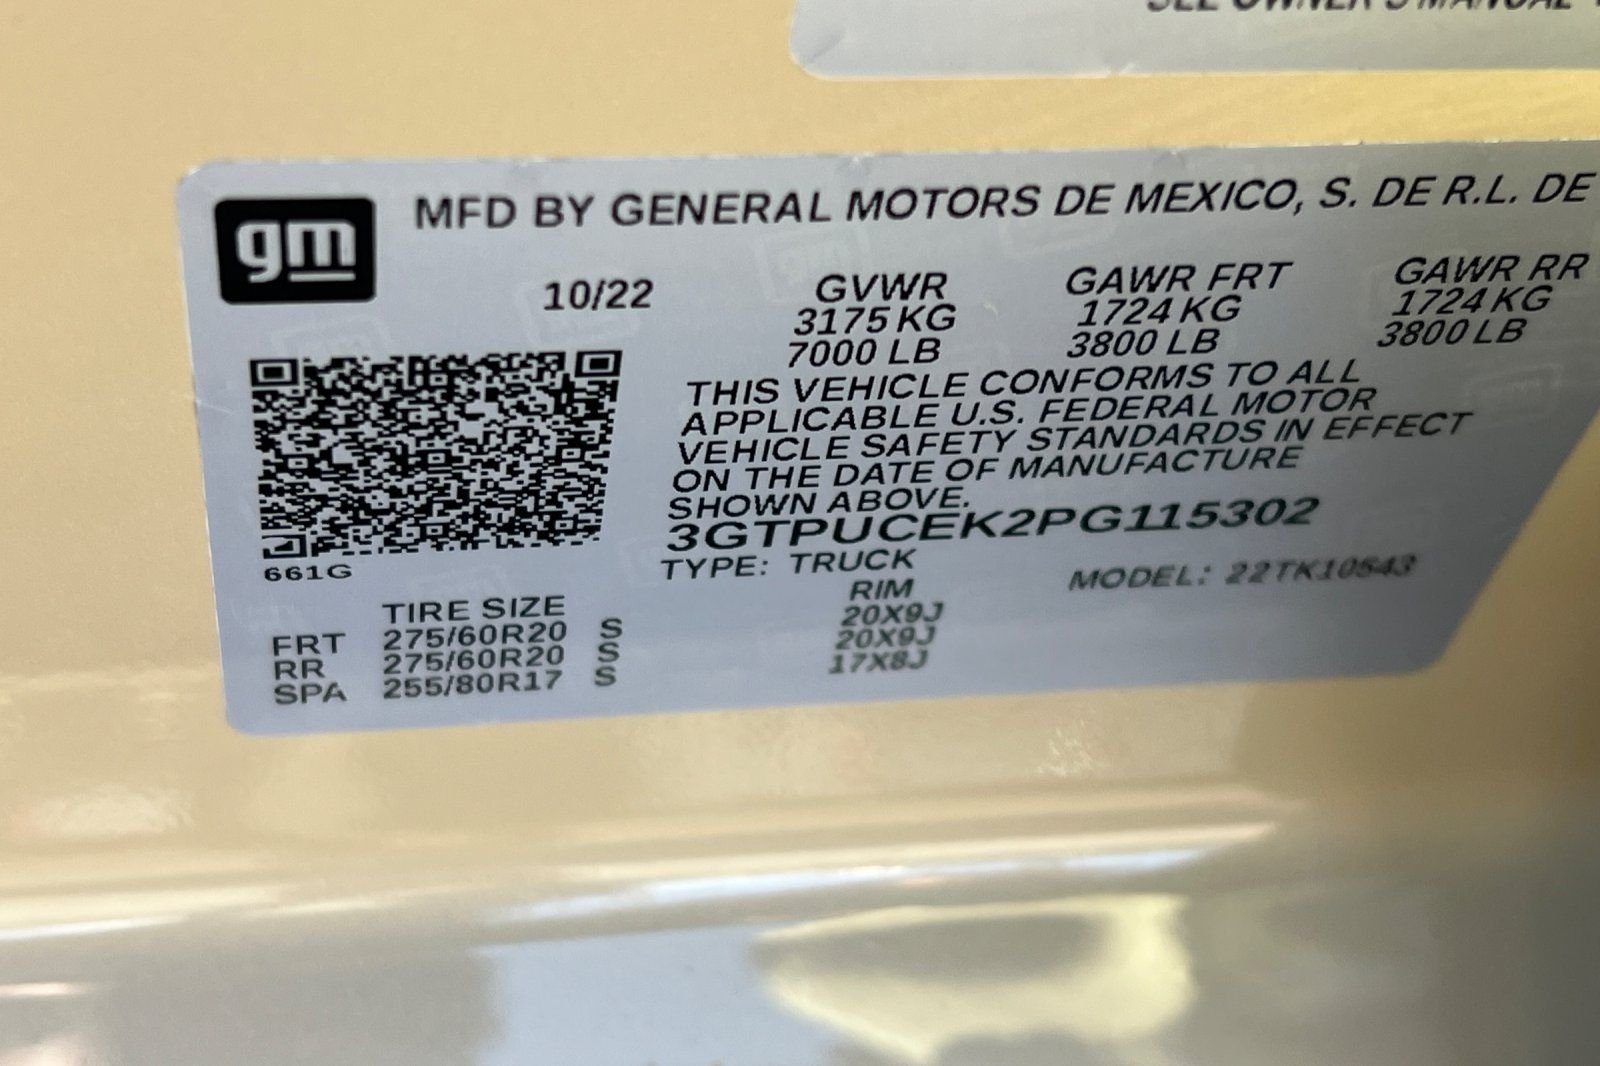 SEE OWNER'S MANUAL
gm
MFD BY GENERAL MOTORS DE MEXICO, S. DE R.L. DE
10/22
GVWR GAWR FRT GAWR RR
3175 KG 1724 KG 1724 KG
7000 LB 3800 LB 3800 LB
THIS VEHICLE CONFORMS TO ALL
APPLICABLE U.S. FEDERAL MOTOR
VEHICLE SAFETY STANDARDS IN EFFECT
ON THE DATE OF MANUFACTURE
SHOWN ABOVE.
3GTPUCEK2PG115302
661G
TYPE: TRUCK MODEL: 22TK10543
TIRE SIZE RIM
FRT 275/60R20 S 20X9J
RR 275/60R20 S 20X9J
SPA 255/80R17 S 17X8J